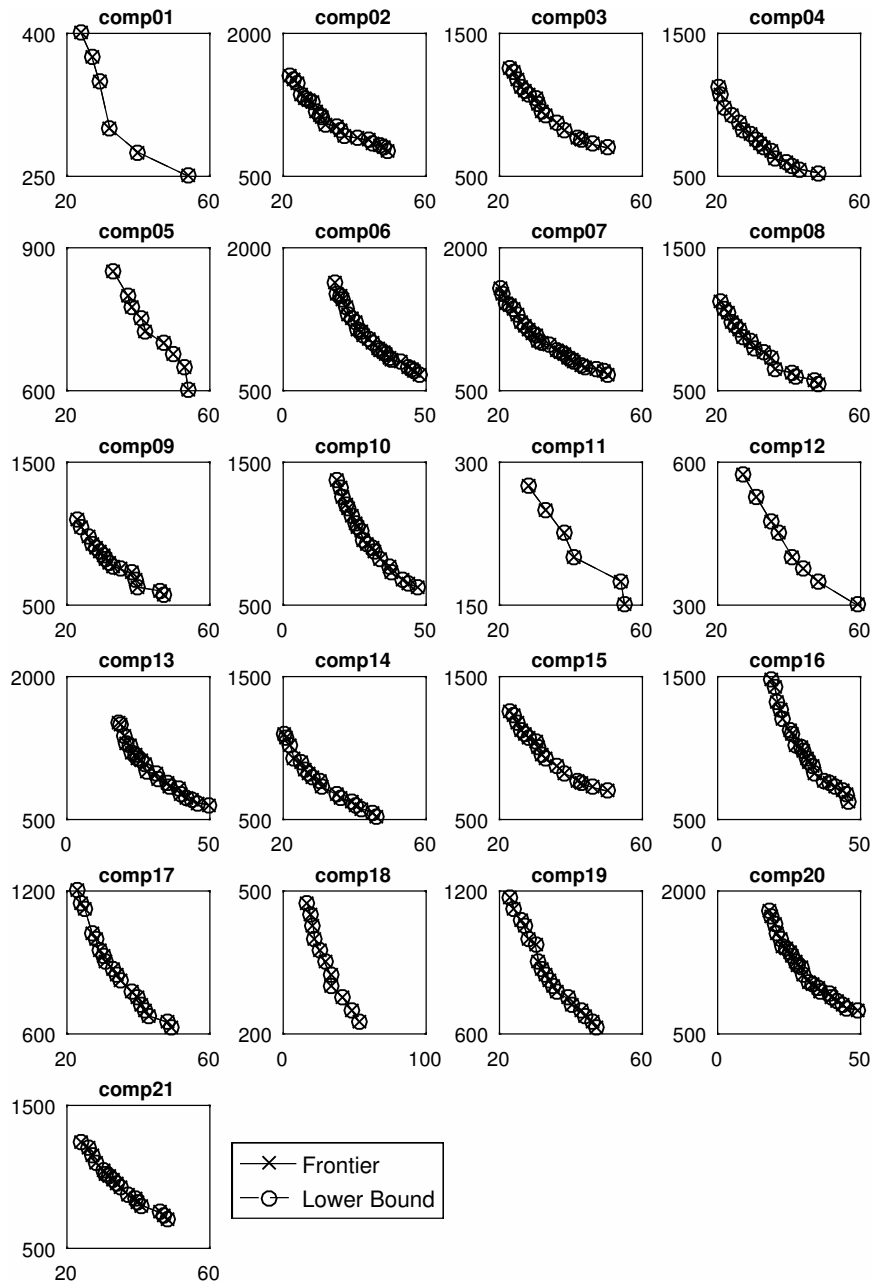 comp01 comp02 comp03 comp04
400 2000 1500 1500
250 500 500 500
20 60 20 60 20 60 20 60
comp05 comp06 comp07 comp08
900 2000 2000 1500
600 500 500 500
20 60 0 50 20 60 20 60
comp09 comp10 comp11 comp12
1500 1500 300 600
500 500 150 300
20 60 0 50 20 60 20 60
comp13 comp14 comp15 comp16
2000 1500 1500 1500
500 500 500 500
0 50 20 60 20 60 0 50
comp17 comp18 comp19 comp20
1200 500 1200 2000
600 200 600 500
20 60 0 100 20 60 0 50
comp21
1500
Frontier
Lower Bound
500
20 60